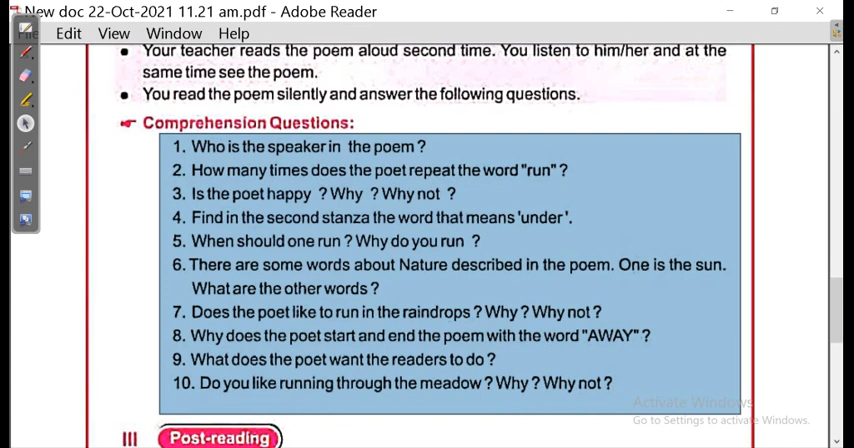 New doc 22-Oct-2021 11.21 am.pdf - Adobe Reader
File Edit View Window Help
• Your teacher reads the poem aloud second time. You listen to him/her and at the
same time see the poem.
• You read the poem silently and answer the following questions.
☛ Comprehension Questions:
1. Who is the speaker in the poem ?
2. How many times does the poet repeat the word "run" ?
3. Is the poet happy ? Why ? Why not ?
4. Find in the second stanza the word that means 'under'.
5. When should one run ? Why do you run ?
6. There are some words about Nature described in the poem. One is the sun.
What are the other words ?
7. Does the poet like to run in the raindrops ? Why ? Why not ?
8. Why does the poet start and end the poem with the word "AWAY" ?
9. What does the poet want the readers to do ?
10. Do you like running through the meadow ? Why ? Why not ?
Activate Windows
Go to Settings to activate Windows.
III Post-reading